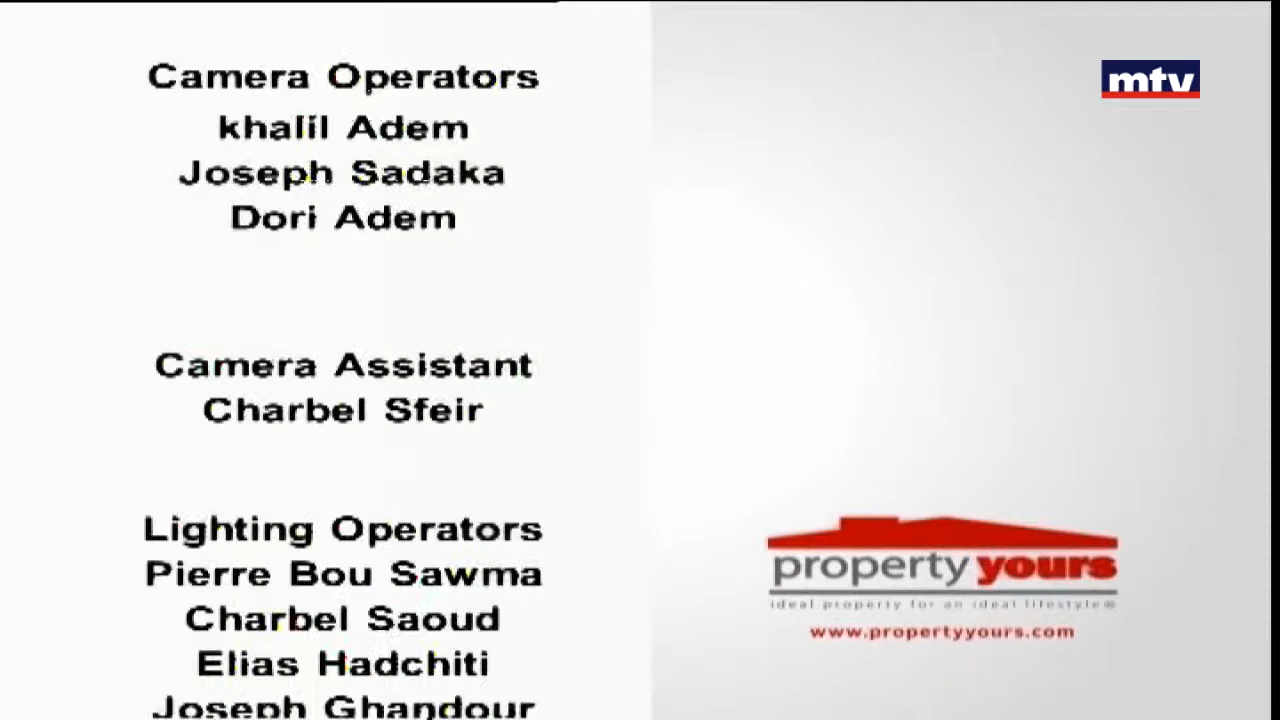 Camera Operators
khalil Adem
Joseph Sadaka
Dori Adem
Camera Assistant
Charbel Sfeir
Lighting Operators
Pierre Bou Sawma
Charbel Saoud
Elias Hadchiti
Joseph Ghandour
mtv
property yours
ideal property for an ideal lifestyle®
www.propertyyours.com